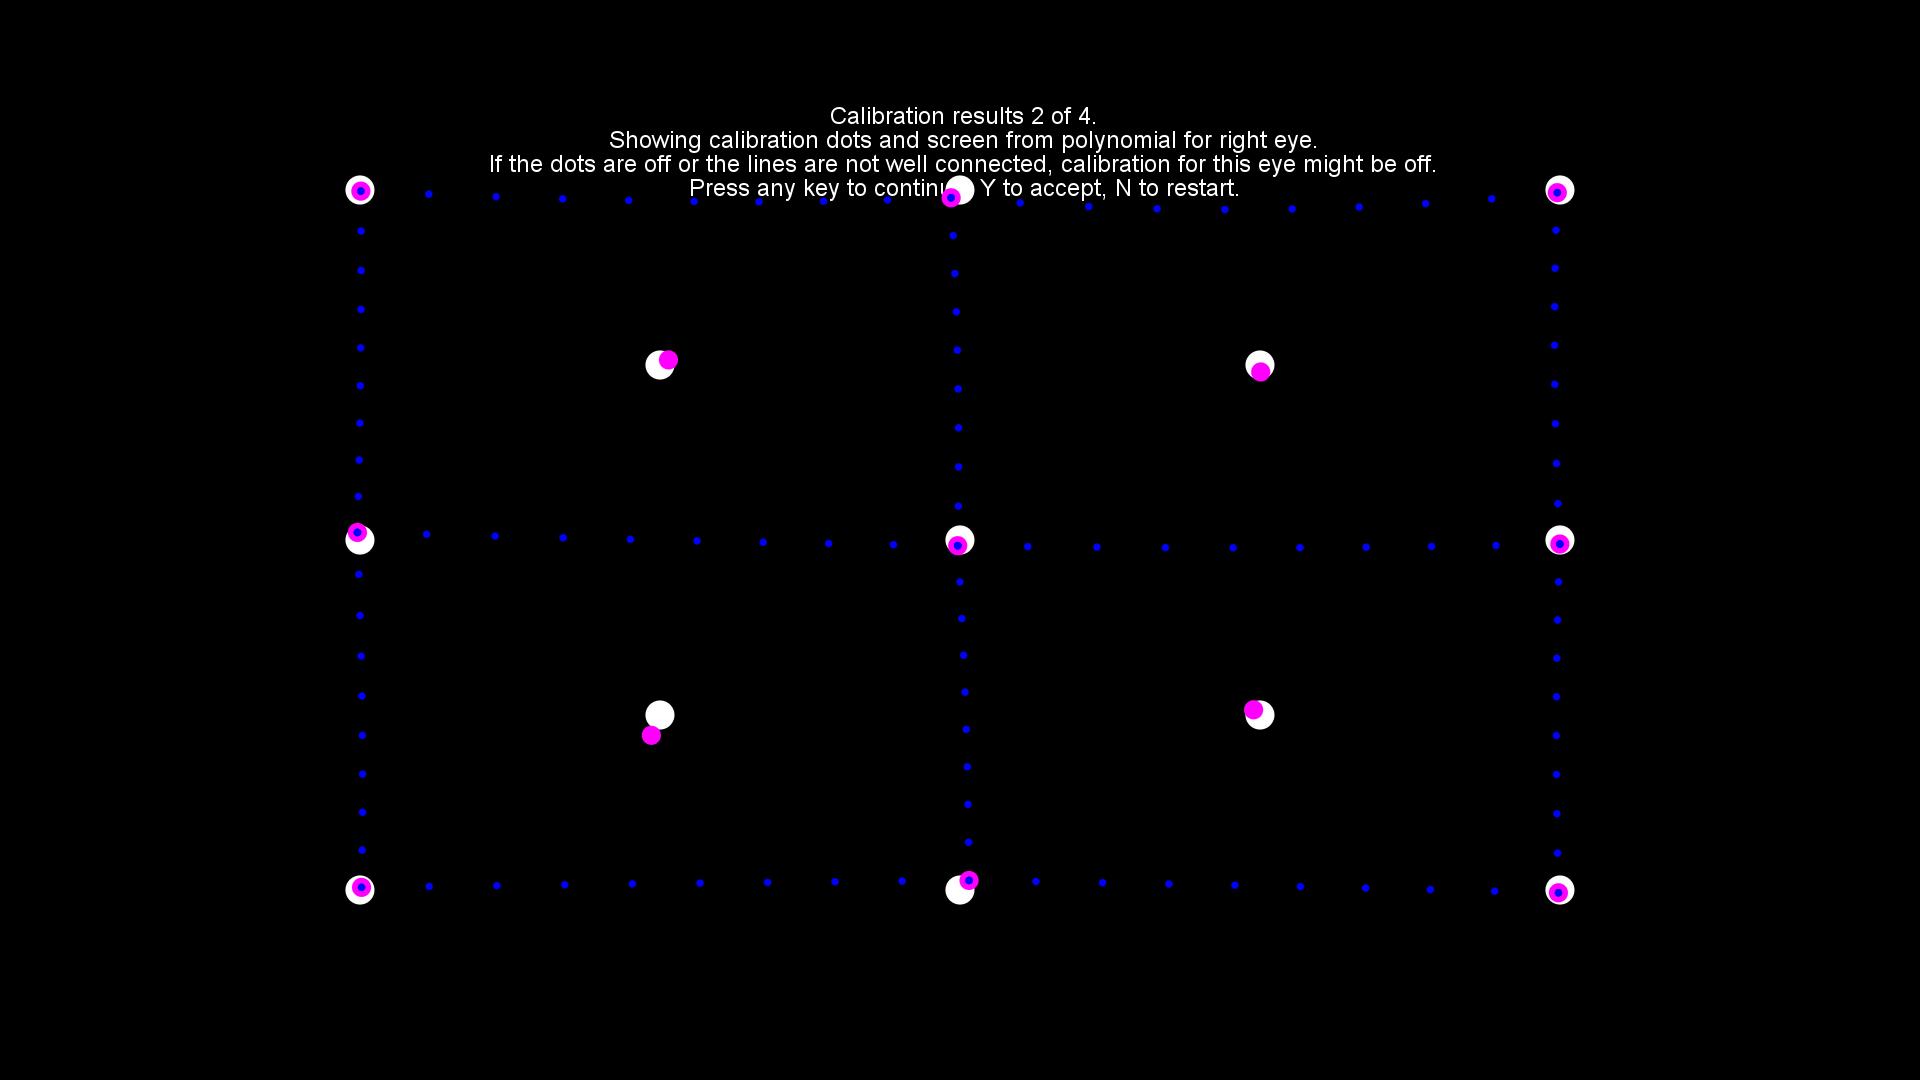 Calibration results 2 of 4.
Showing calibration dots and screen from polynomial for right eye.
If the dots are off or the lines are not well connected, calibration for this eye might be off.
Press any key to continu Y to accept, N to restart.